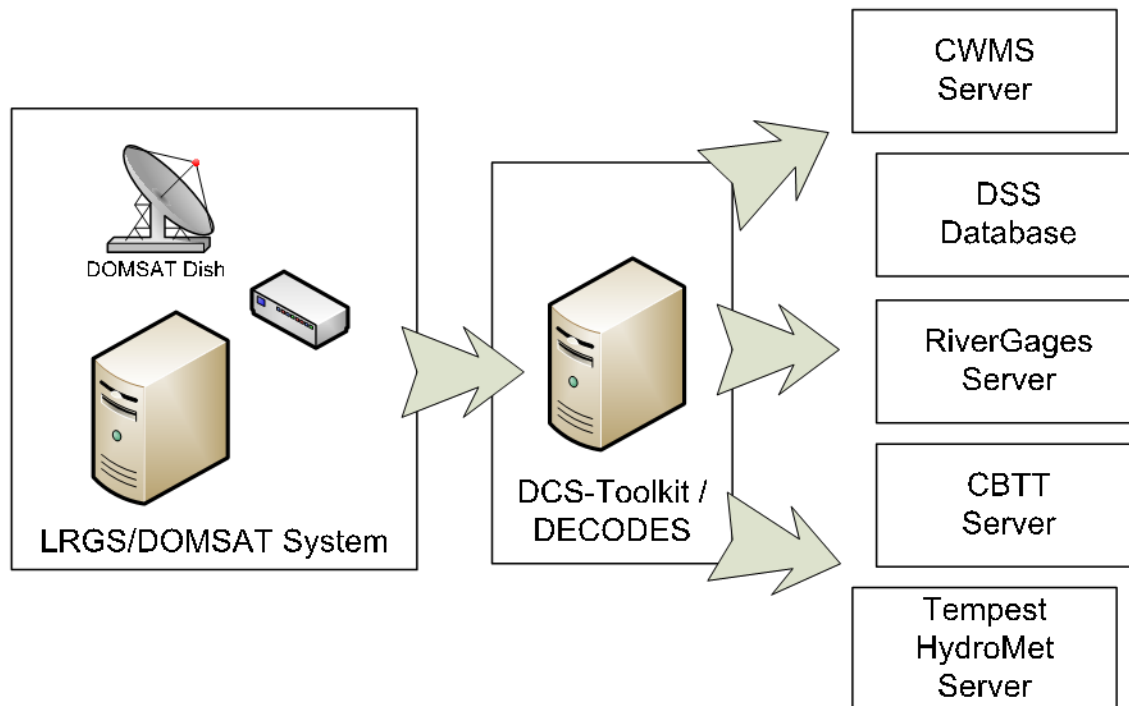 DOMSAT Dish
LRGS/DOMSAT System
DCS-Toolkit /
DECODES
CWMS
Server
DSS
Database
RiverGages
Server
CBTT
Server
Tempest
HydroMet
Server